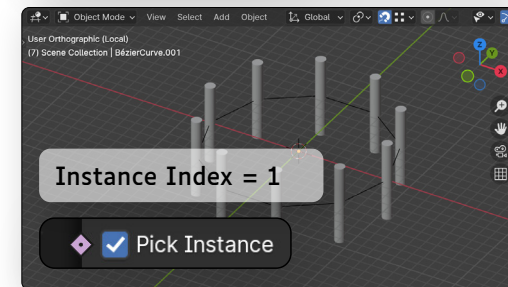 Object Mode View Select Add Object Global
User Orthographic (Local)
(7) Scene Collection | BézierCurve.001
Z
Y
X
Instance Index = 1
Pick Instance